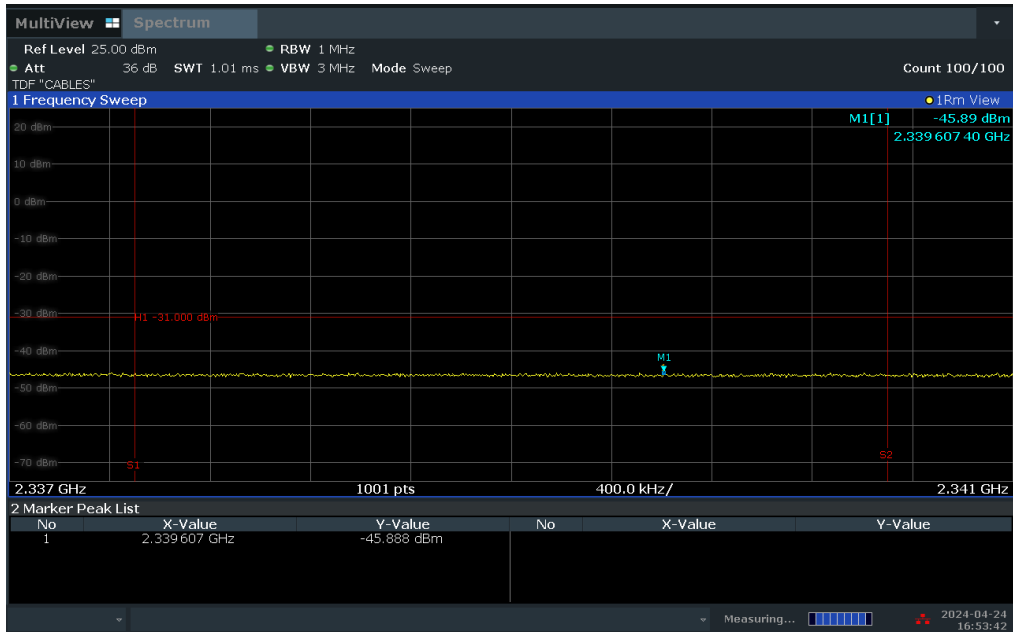 MultiView Spectrum
Ref Level 25.00 dBm RBW 1 MHz
Att 36 dB SWT 1.01 ms VBW 3 MHz Mode Sweep Count 100/100
TDF "CABLES"
1 Frequency Sweep 1Rm View
M1[1] -45.89 dBm
2.339 607 40 GHz
20 dBm
10 dBm
0 dBm
-10 dBm
-20 dBm
-30 dBm
H1 -31.000 dBm
-40 dBm
M1
-50 dBm
-60 dBm
-70 dBm
S1
S2
2.337 GHz 1001 pts 400.0 kHz/ 2.341 GHz
2 Marker Peak List
No X-Value Y-Value No X-Value Y-Value
1 2.339 607 GHz -45.888 dBm
Measuring... 2024-04-24
16:53:42